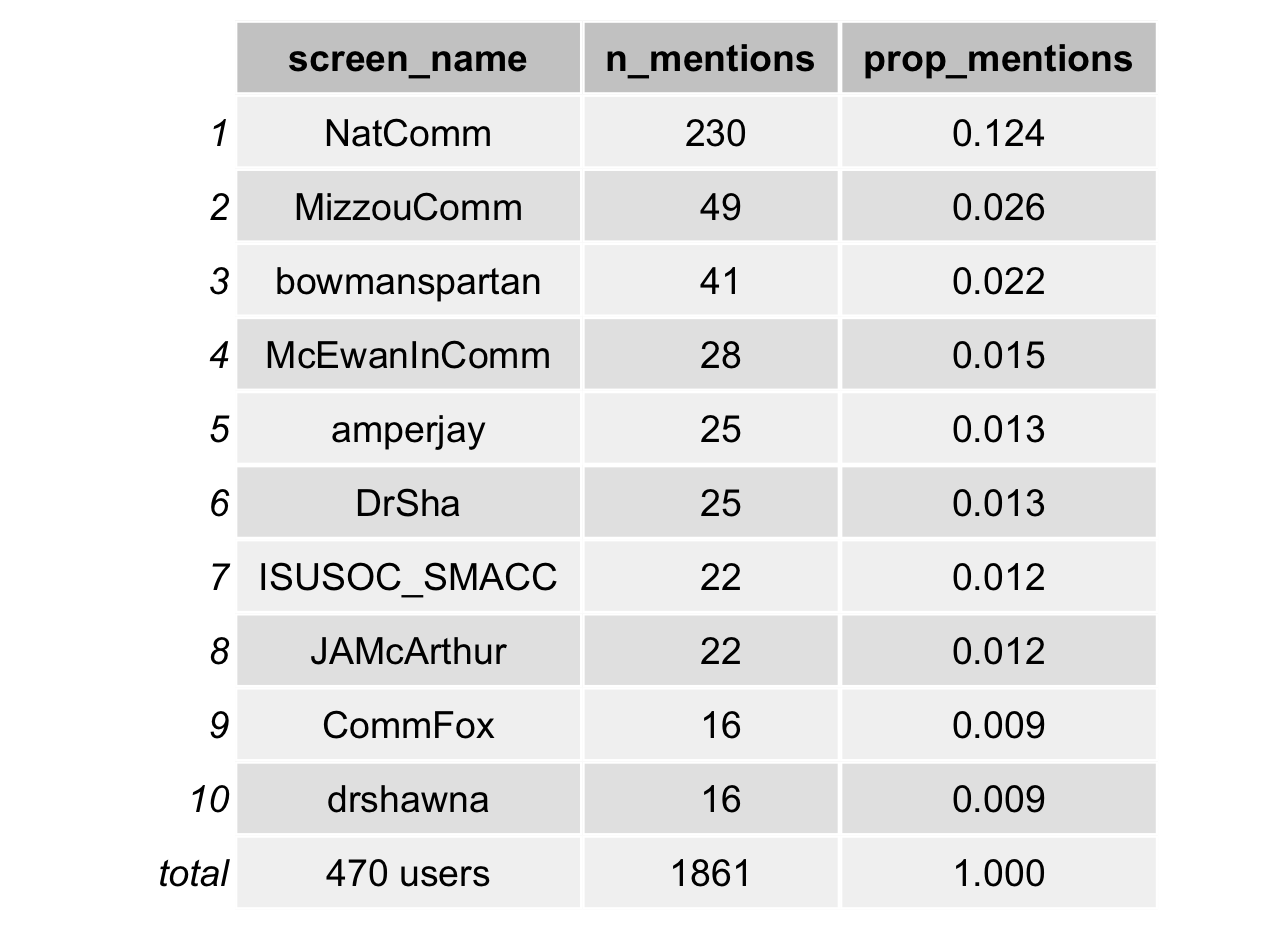 screen_name n_mentions prop_mentions
1 NatComm 230 0.124
2 MizzouComm 49 0.026
3 bowmanspartan 41 0.022
4 McEwanInComm 28 0.015
5 amperjay 25 0.013
6 DrSha 25 0.013
7 ISUSOC_SMACC 22 0.012
8 JAMcArthur 22 0.012
9 CommFox 16 0.009
10 drshawna 16 0.009
total 470 users 1861 1.000